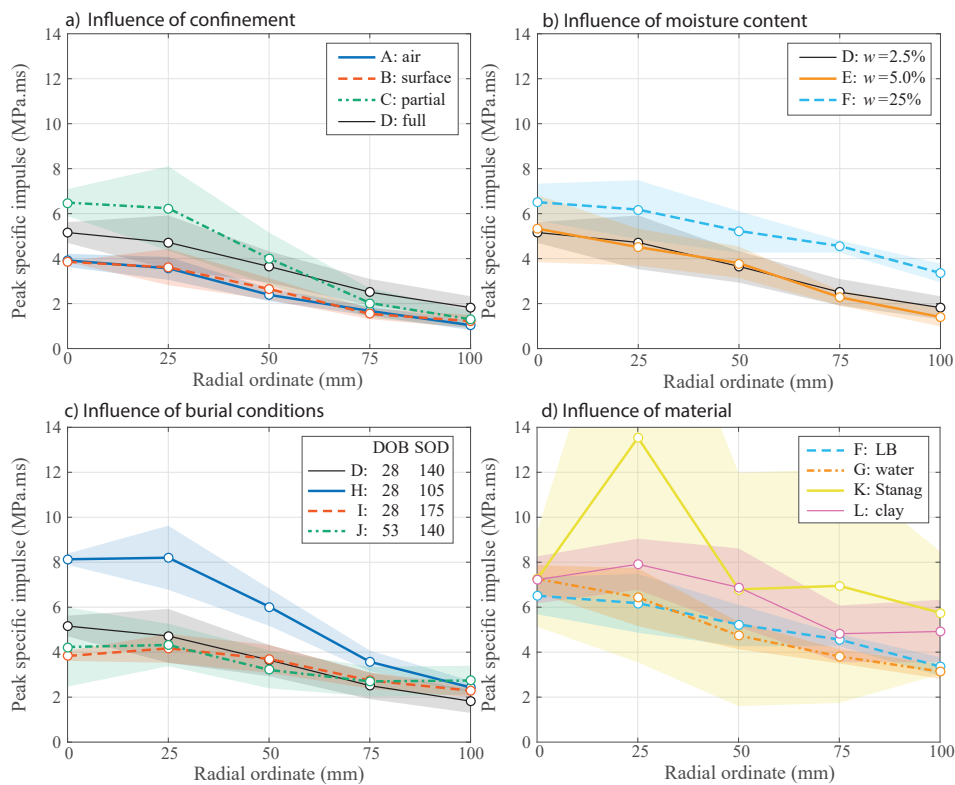 a) Influence of confinement
14
12
10
8
6
4
2
0
Peak specific impulse (MPa.ms)
A: air
B: surface
C: partial
D: full
0 25 50 75 100
Radial ordinate (mm)
b) Influence of moisture content
14
12
10
8
6
4
2
0
Peak specific impulse (MPa.ms)
D: w=2.5%
E: w=5.0%
F: w=25%
0 25 50 75 100
Radial ordinate (mm)
c) Influence of burial conditions
14
12
10
8
6
4
2
0
Peak specific impulse (MPa.ms)
DOB SOD
D: 28 140
H: 28 105
I: 28 175
J: 53 140
0 25 50 75 100
Radial ordinate (mm)
d) Influence of material
14
12
10
8
6
4
2
0
Peak specific impulse (MPa.ms)
F: LB
G: water
K: Stanag
L: clay
0 25 50 75 100
Radial ordinate (mm)